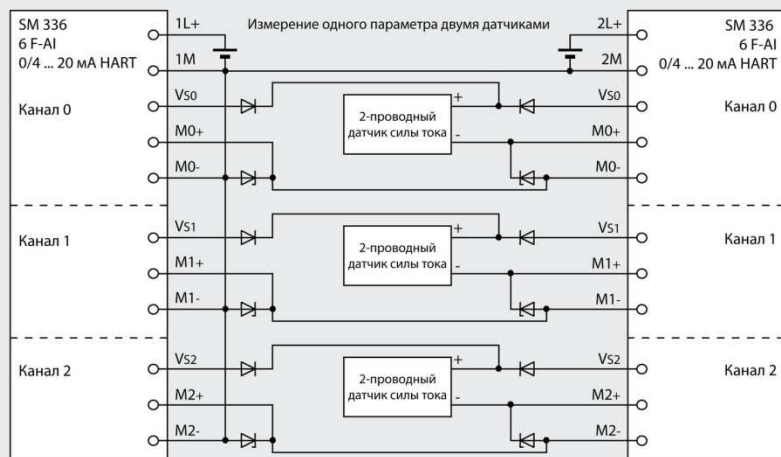 Измерение одного параметра двумя датчиками
SM 336
6 F-AI
0/4 ... 20 мА HART
1L+
1M
2L+
2M
SM 336
6 F-AI
0/4 ... 20 мА HART
Канал 0
VS0
M0+
M0-
+
-
2-проводный
датчик силы тока
VS0
M0+
M0-
Канал 0
Канал 1
VS1
M1+
M1-
+
-
2-проводный
датчик силы тока
VS1
M1+
M1-
Канал 1
Канал 2
VS2
M2+
M2-
+
-
2-проводный
датчик силы тока
VS2
M2+
M2-
Канал 2